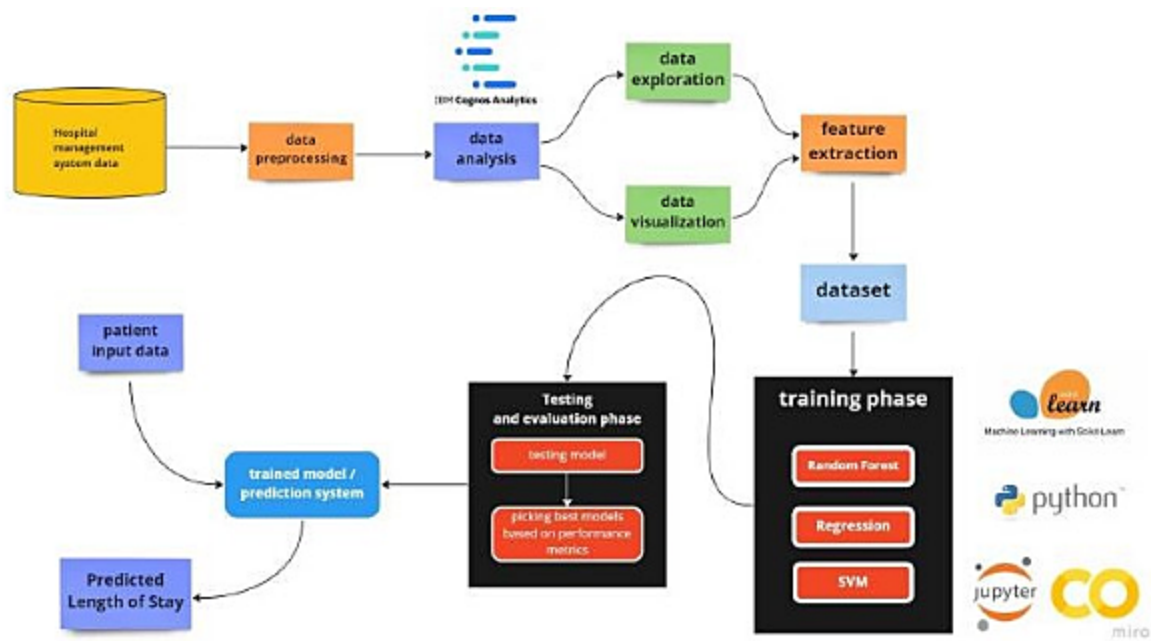 IBM Cognos Analytics
data
exploration
Hospital
management
system data
data
preprocessing
data
analysis
feature
extraction
data
visualization
dataset
patient
input data
Testing
and evaluation phase
testing model
picking best models
based on performance
metrics
training phase
Random Forest
Regression
SVM
trained model /
prediction system
Predicted
Length of Stay
learn
Machine Learning with Scikit-Learn
python
jupyter
CO
miro